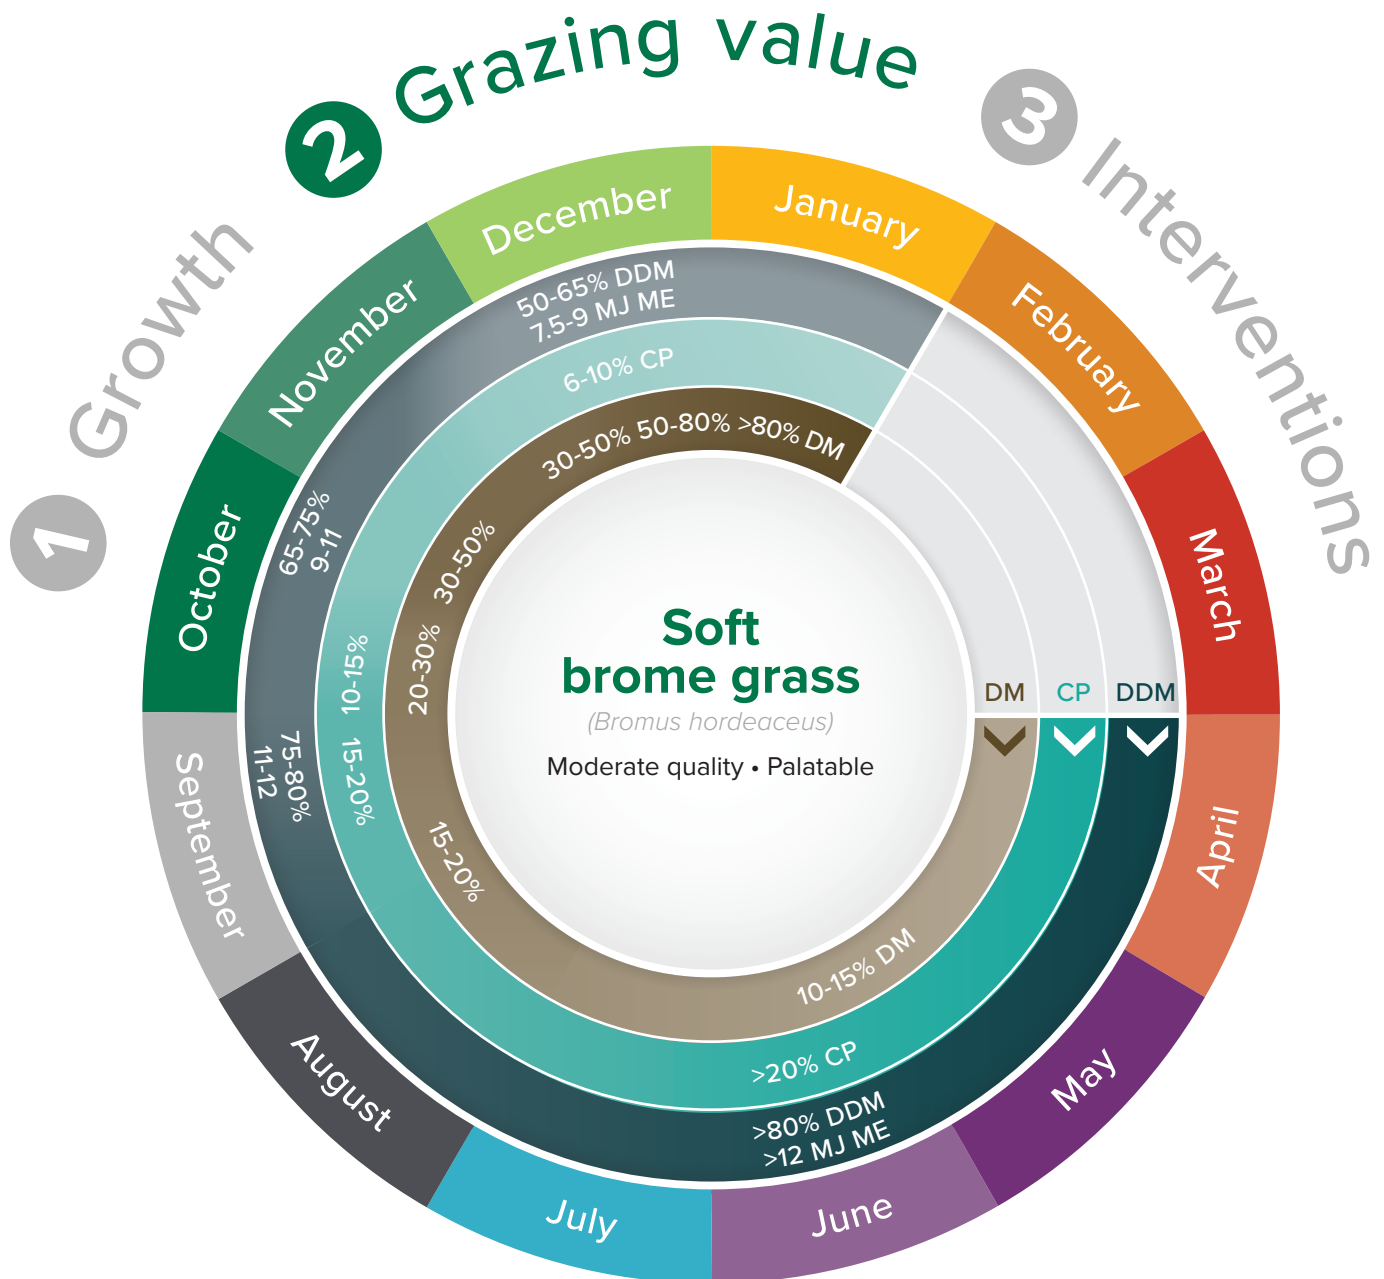 1 Growth
2 Grazing value
3 Interventions
January
February
March
April
May
June
July
August
September
October
November
December
DM
CP
DDM
50-65% DDM
7.5-9 MJ ME
65-75%
9-11
75-80%
11-12
>80% DDM
>12 MJ ME
6-10% CP
10-15%
15-20%
>20% CP
30-50% 50-80% >80% DM
30-50%
20-30%
15-20%
10-15% DM
Soft
brome grass
(Bromus hordeaceus)
Moderate quality • Palatable